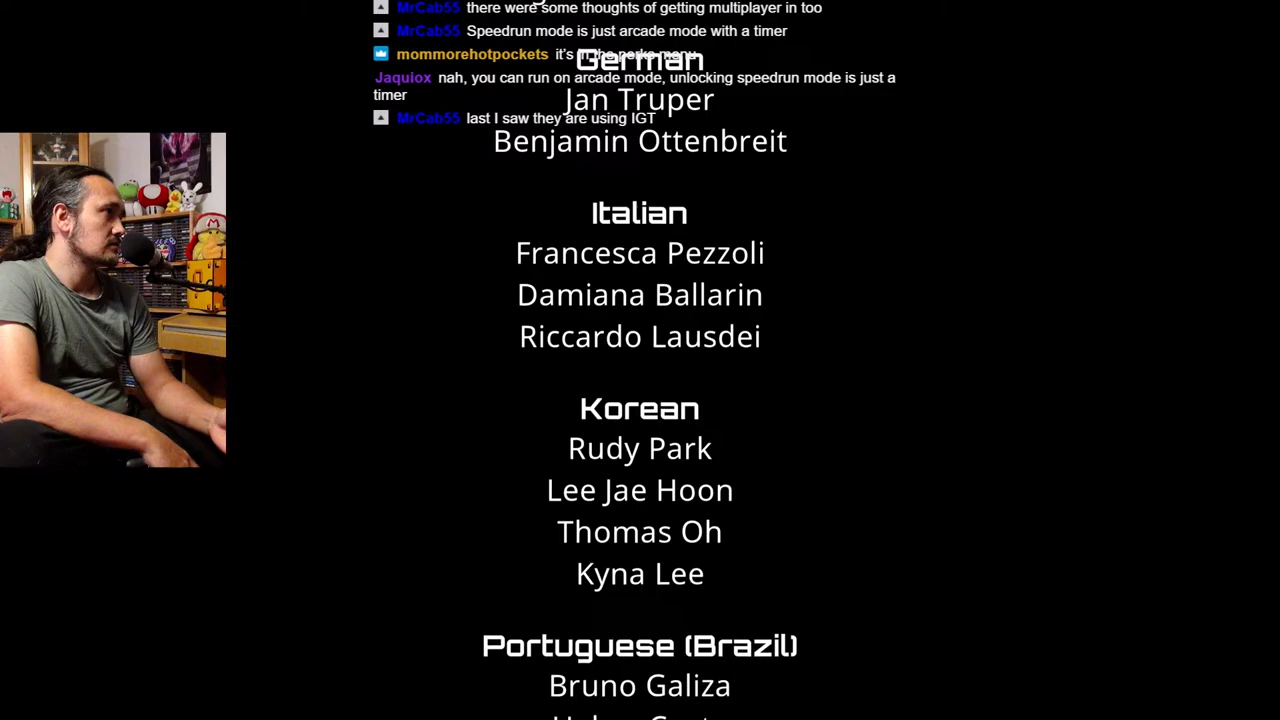 MrCab55 there were some thoughts of getting multiplayer in too
MrCab55 Speedrun mode is just arcade mode with a timer
mommorehotpockets it's in the perks menu
Jaquiox nah, you can run on arcade mode, unlocking speedrun mode is just a
timer
MrCab55 last I saw they are using IGT
German
Jan Truper
Benjamin Ottenbreit
Italian
Francesca Pezzoli
Damiana Ballarin
Riccardo Lausdei
Korean
Rudy Park
Lee Jae Hoon
Thomas Oh
Kyna Lee
Portuguese (Brazil)
Bruno Galiza